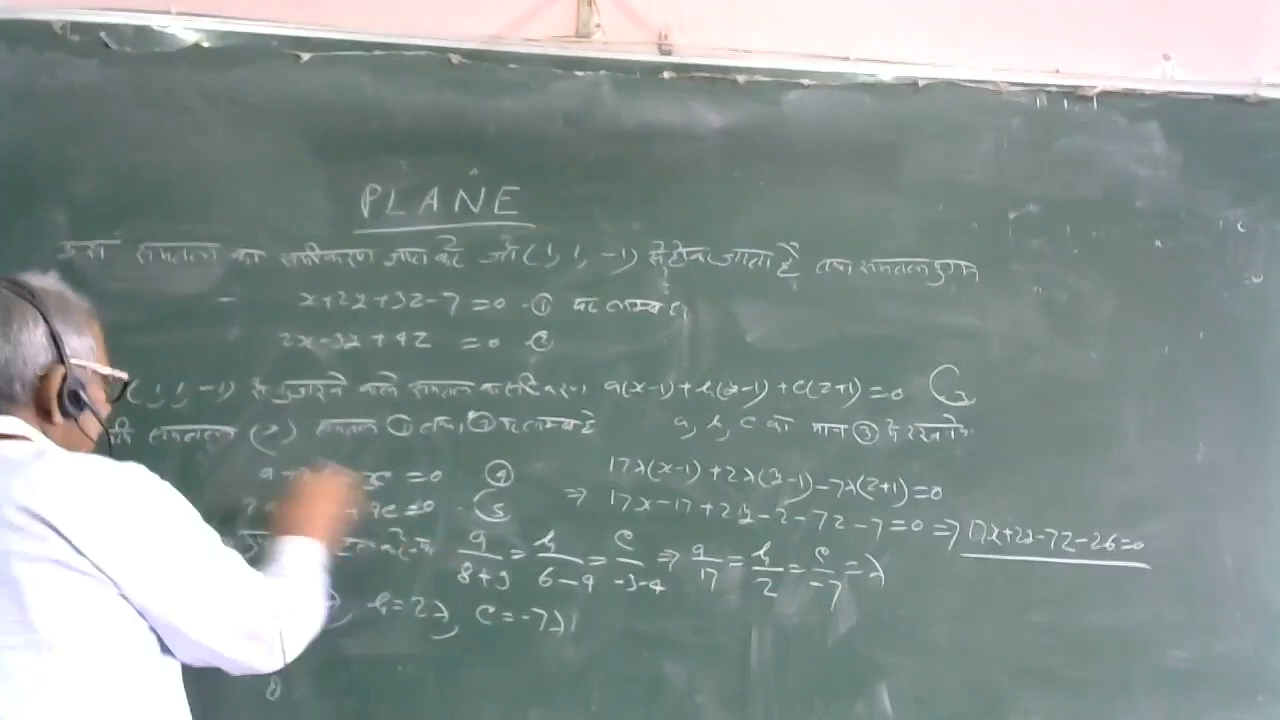 PLANE
उस समतल का समीकरण ज्ञात करें जो (1, 1, -1) से होकर जाता है तथा समतल
x+2y+3z-7=0 -① पर लम्ब है।
2x-3y+4z =0 ②
(1, 1, -1) से गुजरने वाले समतल का समीकरण a(x-1)+b(y-1)+c(z+1)=0 ③
समतल (3) समतल ① तथा ② पर लम्ब है a, b, c का मान ③ में रखने पर
=0 ④ 17λ(x-1)+2λ(y-1)-7λ(z+1)=0
+4c=0 - ⑤ ⇒ 17x-17+2y-2-7z-7=0 ⇒ 17x+2y-7z-26=0
a/8+9 = b/6-4 = c/-3-4 ⇒ a/17 = b/2 = c/-7 = λ
b=2λ, c=-7λ।